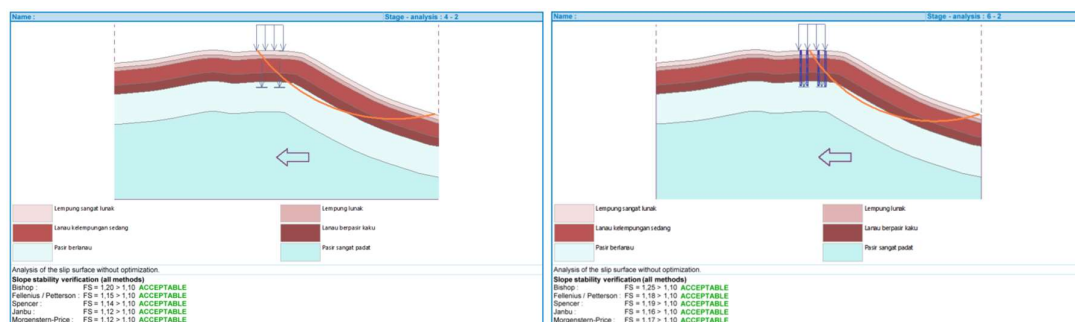 Name :
Stage - analysis : 4 - 2
Lempung sangat lunak
Lempung lunak
Lanau kelempungan sedang
Lanau berpasir kaku
Pasir berlanau
Pasir sangat padat
Analysis of the slip surface without optimization.
Slope stability verification (all methods)
Bishop : FS = 1,20 > 1,10 ACCEPTABLE
Fellenius / Petterson : FS = 1,15 > 1,10 ACCEPTABLE
Spencer : FS = 1,14 > 1,10 ACCEPTABLE
Janbu : FS = 1,12 > 1,10 ACCEPTABLE
Morgenstern-Price : FS = 1,12 > 1,10 ACCEPTABLE
Name :
Stage - analysis : 6 - 2
Lempung sangat lunak
Lempung lunak
Lanau kelempungan sedang
Lanau berpasir kaku
Pasir berlanau
Pasir sangat padat
Analysis of the slip surface without optimization.
Slope stability verification (all methods)
Bishop : FS = 1,25 > 1,10 ACCEPTABLE
Fellenius / Petterson : FS = 1,18 > 1,10 ACCEPTABLE
Spencer : FS = 1,19 > 1,10 ACCEPTABLE
Janbu : FS = 1,16 > 1,10 ACCEPTABLE
Morgenstern-Price : FS = 1,17 > 1,10 ACCEPTABLE